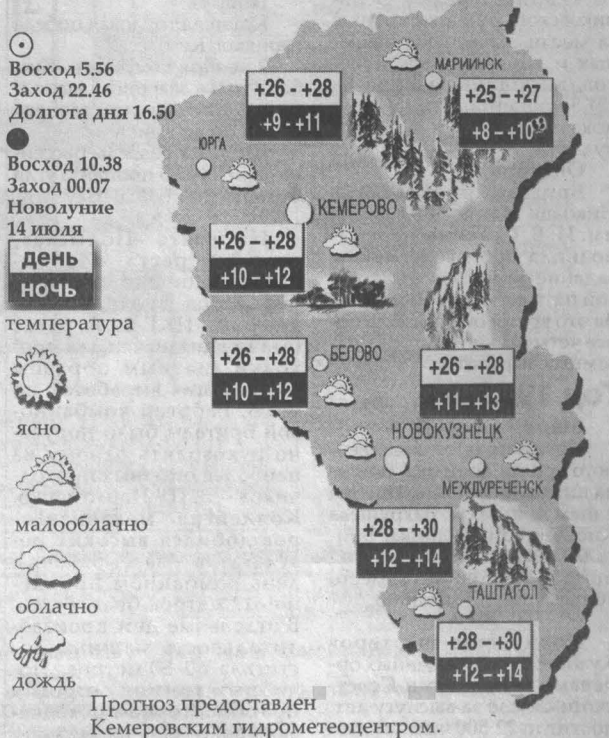 Восход 5.56
Заход 22.46
Долгота дня 16.50
Восход 10.38
Заход 00.07
Новолуние
14 июля
день
ночь
температура
ясно
малооблачно
облачно
дождь
МАРИИНСК
+25 – +27
+8 – +10
+26 – +28
+9 - +11
ЮРГА
КЕМЕРОВО
+26 – +28
+10 – +12
БЕЛОВО
+26 – +28
+10 – +12
+26 – +28
+11– +13
НОВОКУЗНЕЦК
МЕЖДУРЕЧЕНСК
+28 – +30
+12 – +14
ТАШТАГОЛ
+28 – +30
+12 – +14
Прогноз предоставлен
Кемеровским гидрометеоцентром.